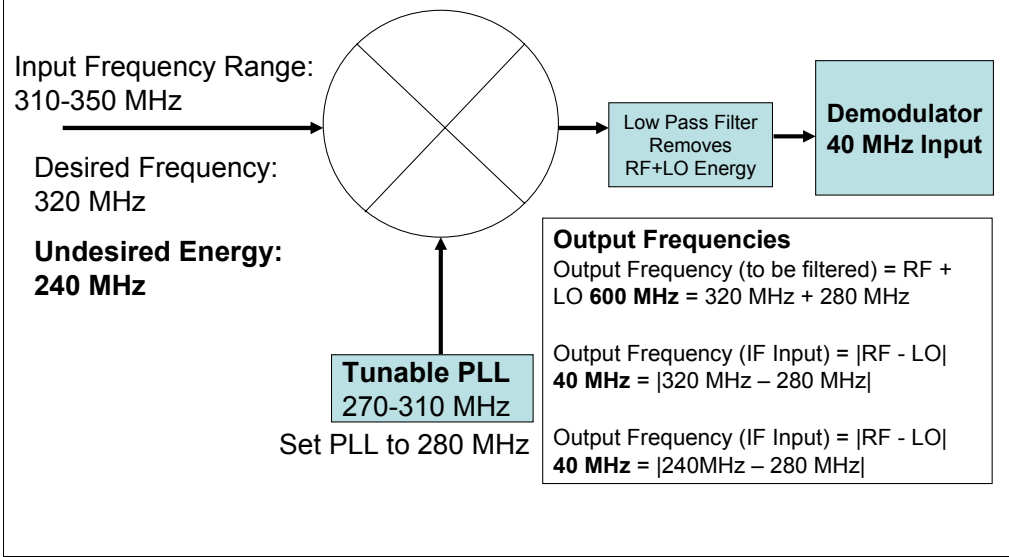 Input Frequency Range:
310-350 MHz
Desired Frequency:
320 MHz
Undesired Energy:
240 MHz
Low Pass Filter
Removes
RF+LO Energy
Demodulator
40 MHz Input
Tunable PLL
270-310 MHz
Set PLL to 280 MHz
Output Frequencies
Output Frequency (to be filtered) = RF +
LO 600 MHz = 320 MHz + 280 MHz
Output Frequency (IF Input) = |RF - LO|
40 MHz = |320 MHz – 280 MHz|
Output Frequency (IF Input) = |RF - LO|
40 MHz = |240MHz – 280 MHz|